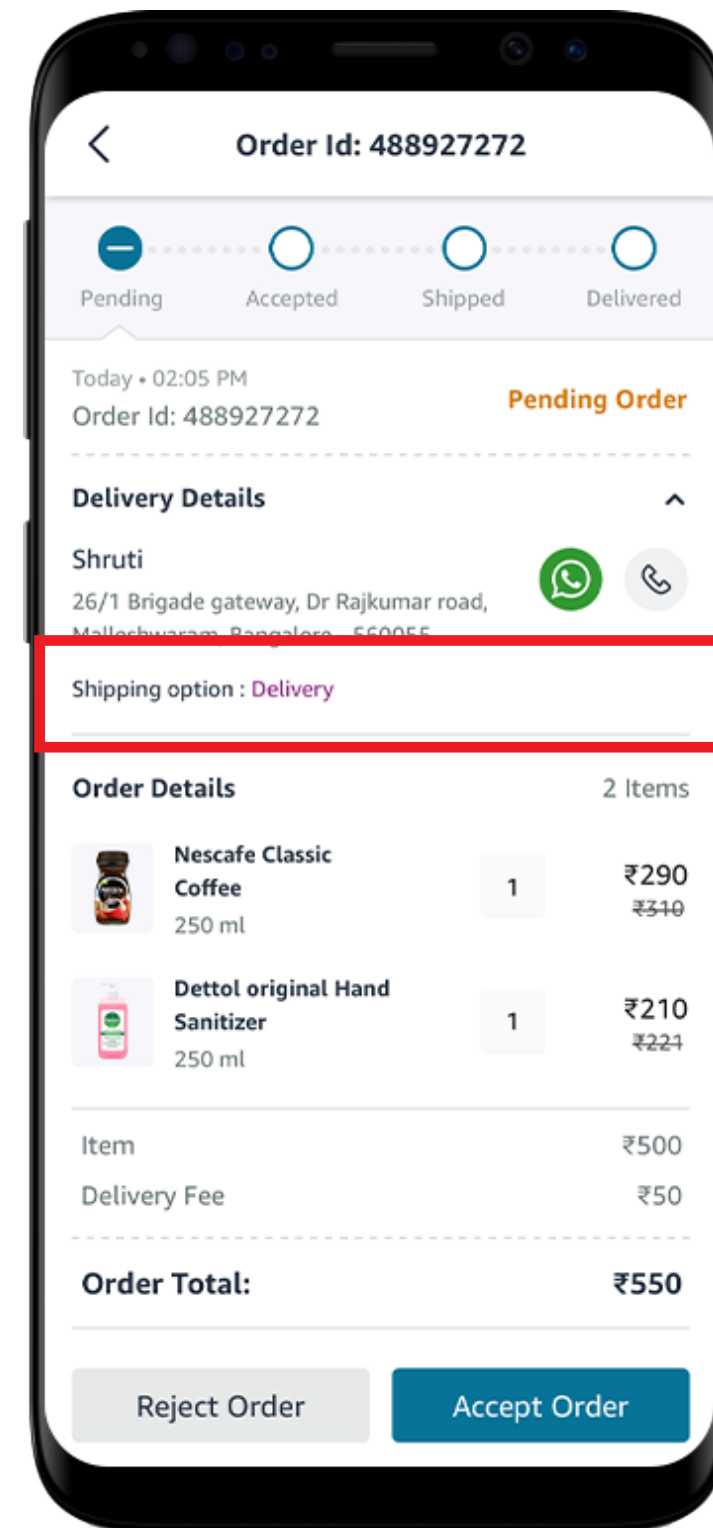 Order Id: 488927272
Pending Accepted Shipped Delivered
Today • 02:05 PM
Order Id: 488927272
Pending Order
Delivery Details
Shruti
26/1 Brigade gateway, Dr Rajkumar road,
Malleshwaram, Bangalore - 560055
Shipping option : Delivery
Order Details 2 Items
Nescafe Classic
Coffee
250 ml
1
₹290
₹310
Dettol original Hand
Sanitizer
250 ml
1
₹210
₹221
Item ₹500
Delivery Fee ₹50
Order Total: ₹550
Reject Order Accept Order